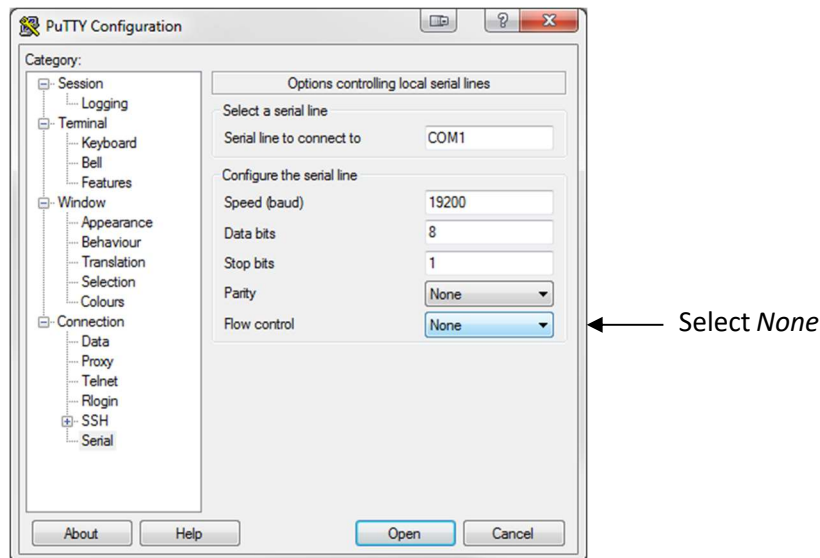 PuTTY Configuration
Category:
Session
Logging
Terminal
Keyboard
Bell
Features
Window
Appearance
Behaviour
Translation
Selection
Colours
Connection
Data
Proxy
Telnet
Rlogin
SSH
Serial
Options controlling local serial lines
Select a serial line
Serial line to connect to COM1
Configure the serial line
Speed (baud) 19200
Data bits 8
Stop bits 1
Parity None
Flow control None
Select None
About Help Open Cancel